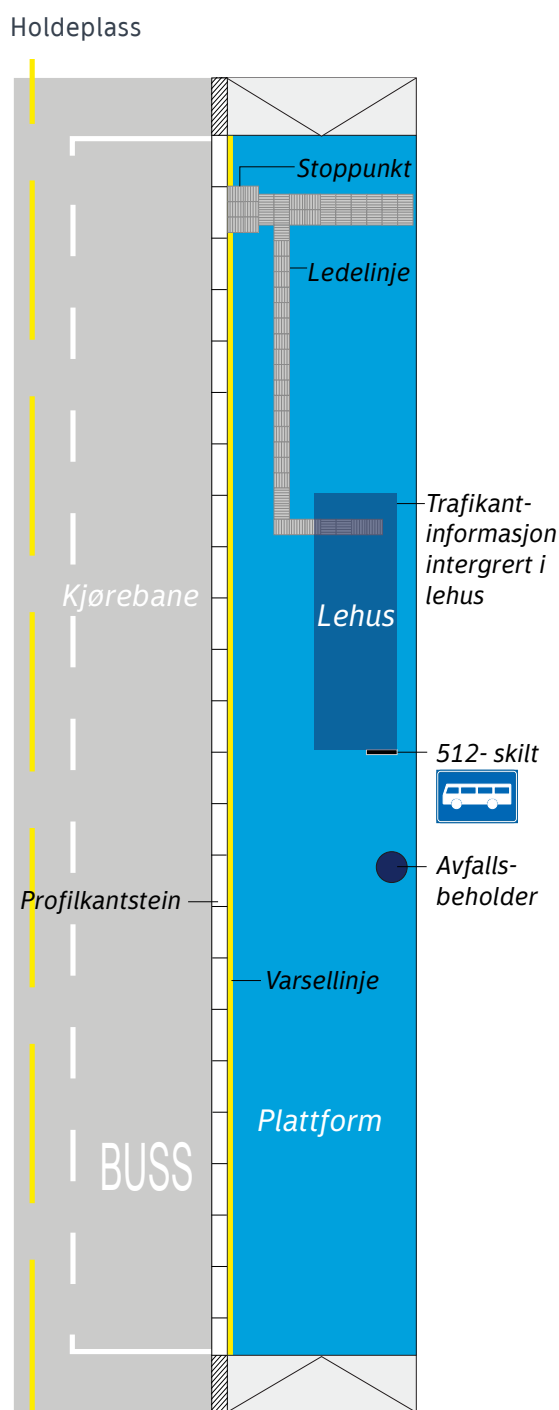 Holdeplass
Stoppunkt
Ledelinje
Trafikant-
informasjon
intergrert i
lehus
Kjørebane
Lehus
512- skilt
Avfalls-
beholder
Profilkantstein
Varsellinje
Plattform
BUSS